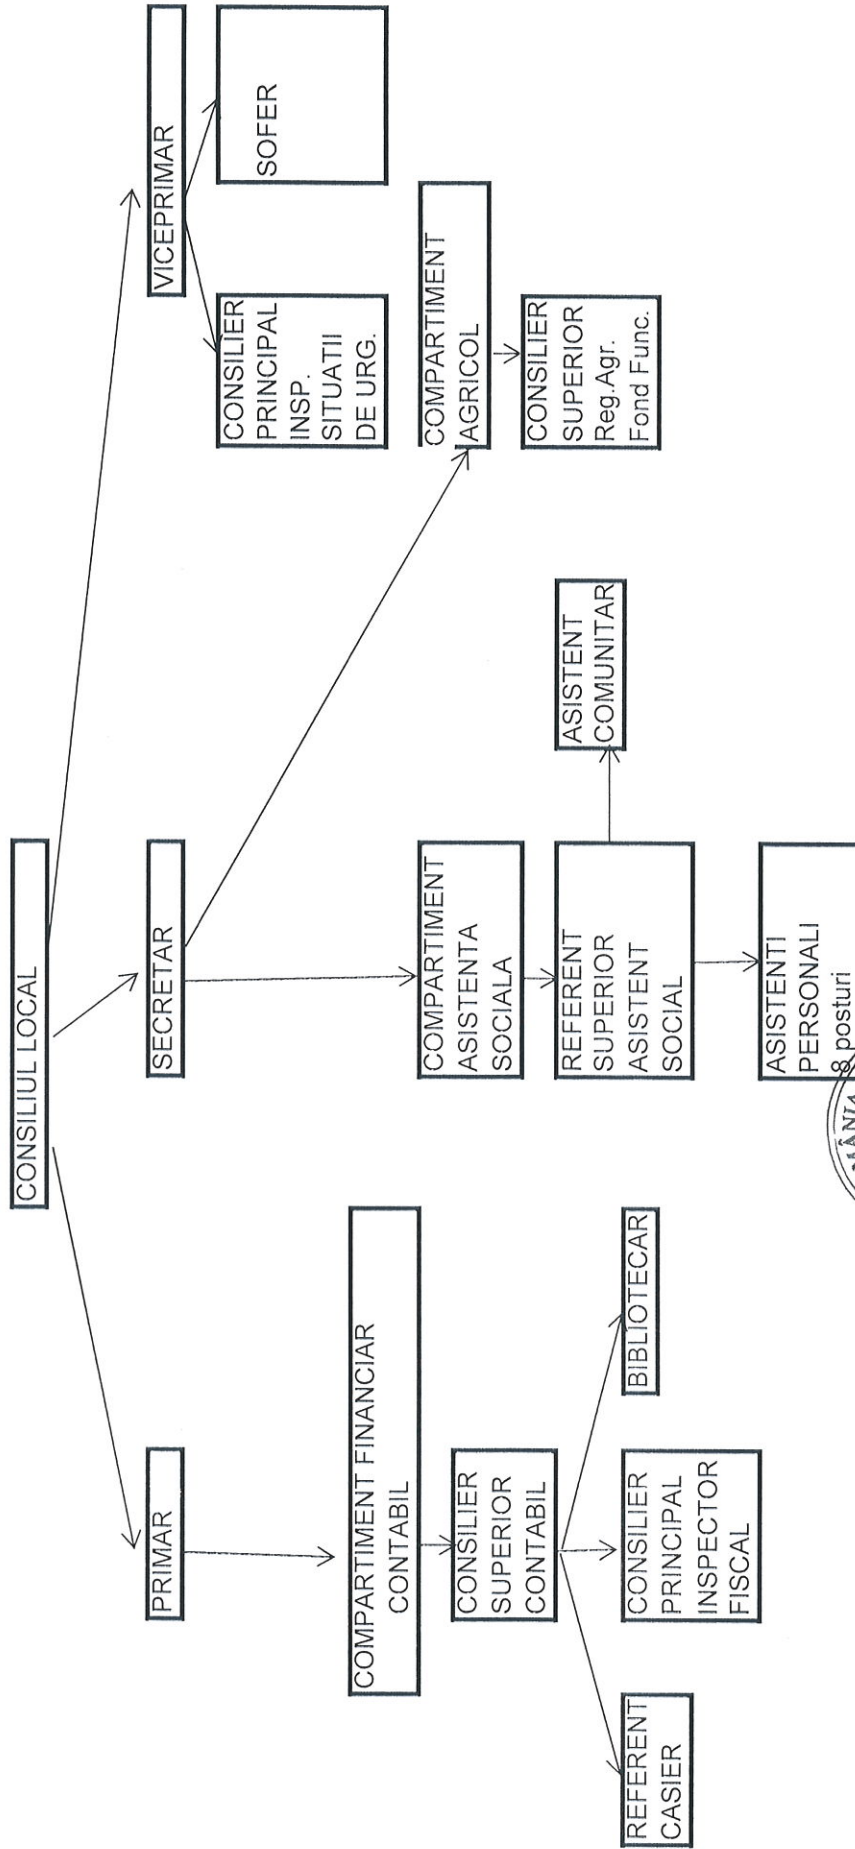 CONSILIUL LOCAL
PRIMAR
SECRETAR
VICEPRIMAR
CONSILIER
PRINCIPAL
INSP.
SITUATII
DE URG.
SOFER
COMPARTIMENT FINANCIAR
CONTABIL
COMPARTIMENT
ASISTENTA
SOCIALA
COMPARTIMENT
AGRICOL
CONSILIER
SUPERIOR
CONTABIL
REFERENT
SUPERIOR
ASISTENT
SOCIAL
ASISTENT
COMUNITAR
CONSILIER
SUPERIOR
Reg.Agr.
Fond Func.
REFERENT
CASIER
CONSILIER
PRINCIPAL
INSPECTOR
FISCAL
BIBLIOTECAR
ASISTENTI
PERSONALI
8 posturi